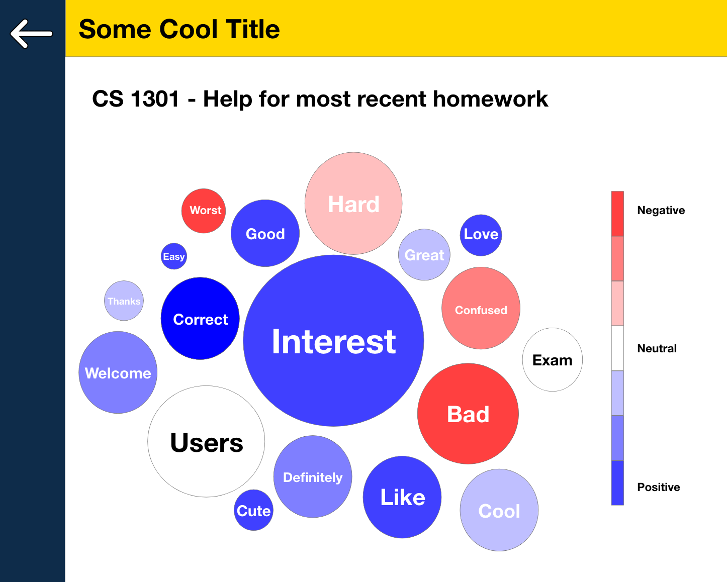 Some Cool Title
CS 1301 - Help for most recent homework
Hard
Worst
Good
Love
Great
Easy
Thanks
Correct
Interest
Confused
Welcome
Exam
Users
Bad
Definitely
Like
Cute
Cool
Negative
Neutral
Positive